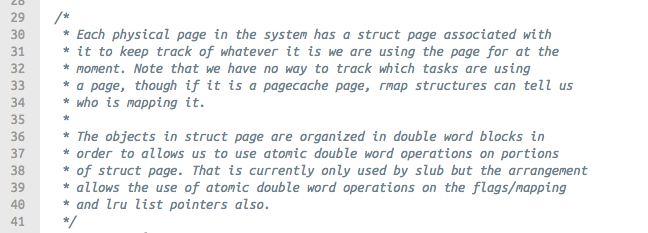 28
29 /*
30 * Each physical page in the system has a struct page associated with
31 * it to keep track of whatever it is we are using the page for at the
32 * moment. Note that we have no way to track which tasks are using
33 * a page, though if it is a pagecache page, rmap structures can tell us
34 * who is mapping it.
35 *
36 * The objects in struct page are organized in double word blocks in
37 * order to allows us to use atomic double word operations on portions
38 * of struct page. That is currently only used by slub but the arrangement
39 * allows the use of atomic double word operations on the flags/mapping
40 * and lru list pointers also.
41 */